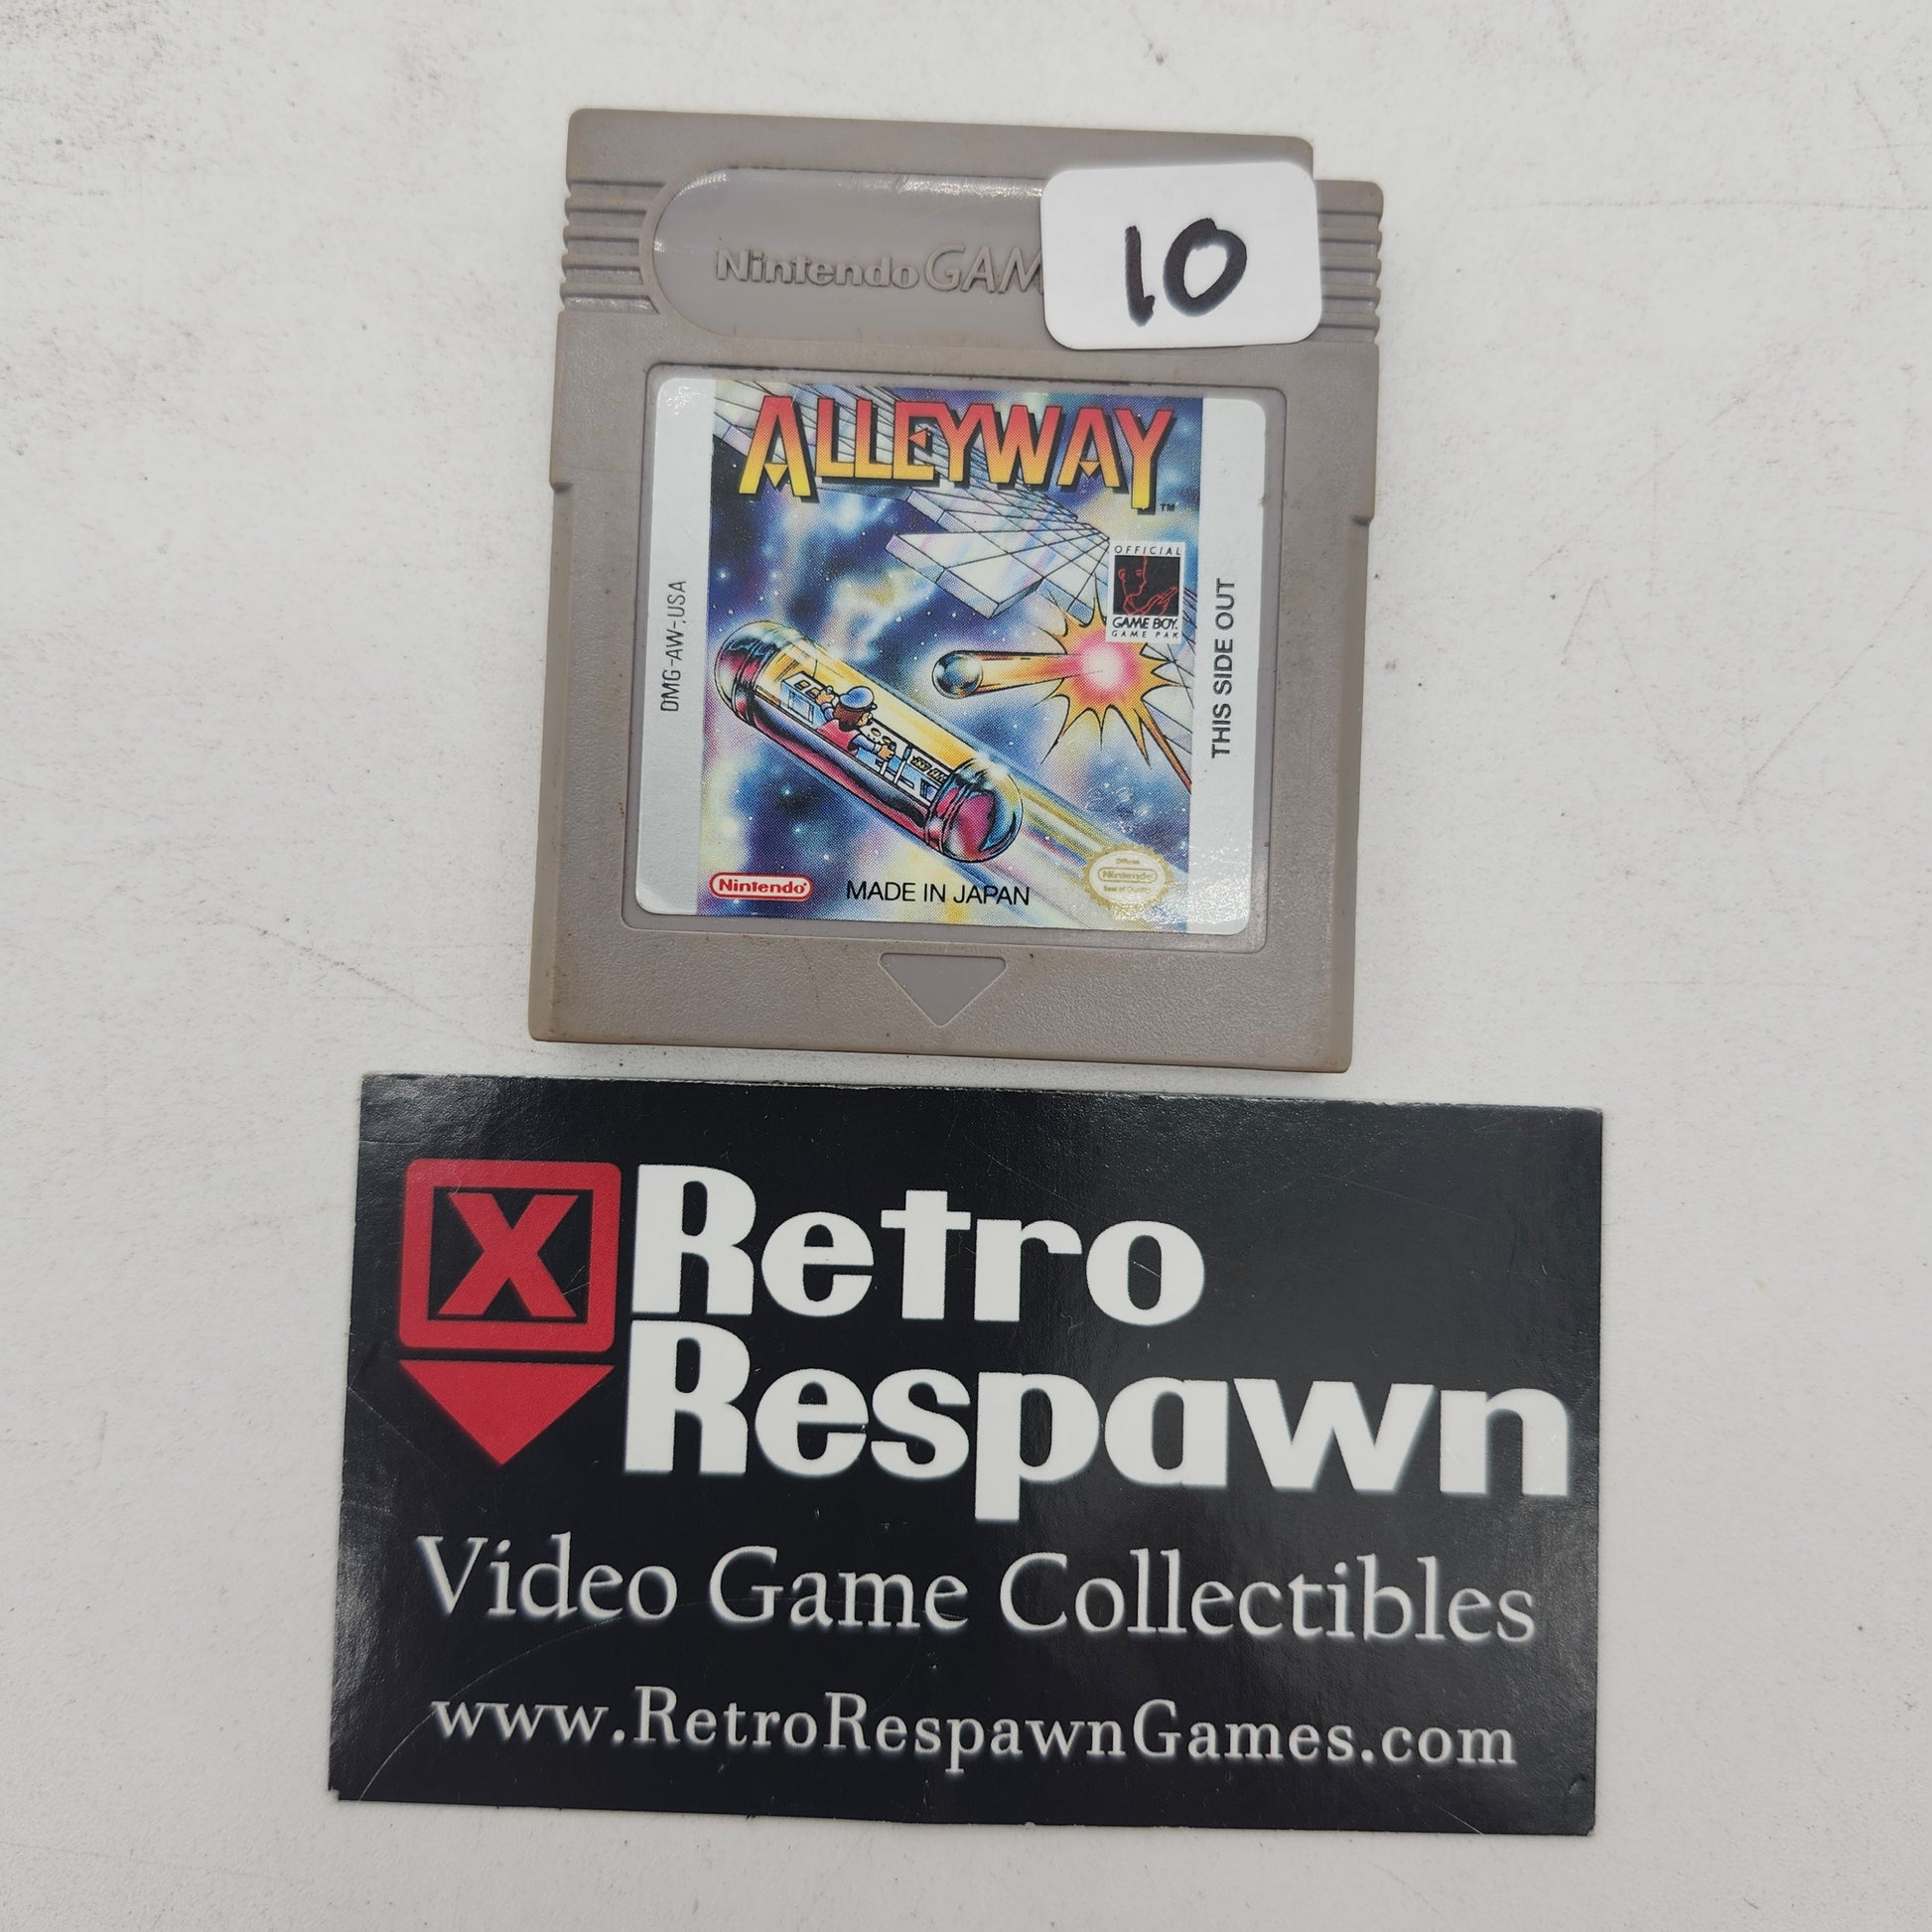 Nintendo GAM
10
ALLEYWAY
TM
OFFICIAL
GAME BOY
GAME PAK
DMG-AW-USA
THIS SIDE OUT
Nintendo
MADE IN JAPAN
Nintendo
X
Retro
Respawn
Video Game Collectibles
www.RetroRespawnGames.com